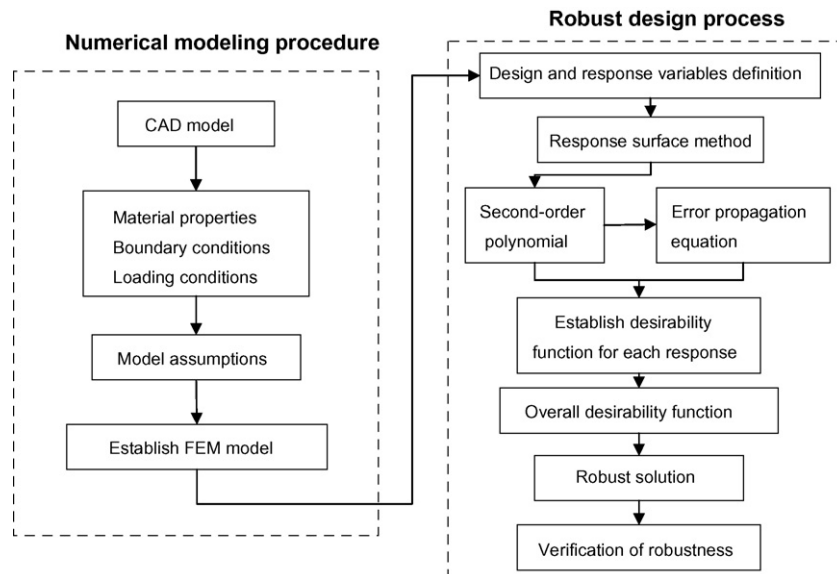 Numerical modeling procedure
CAD model
Material properties
Boundary conditions
Loading conditions
Model assumptions
Establish FEM model
Robust design process
Design and response variables definition
Response surface method
Second-order
polynomial
Error propagation
equation
Establish desirability
function for each response
Overall desirability function
Robust solution
Verification of robustness